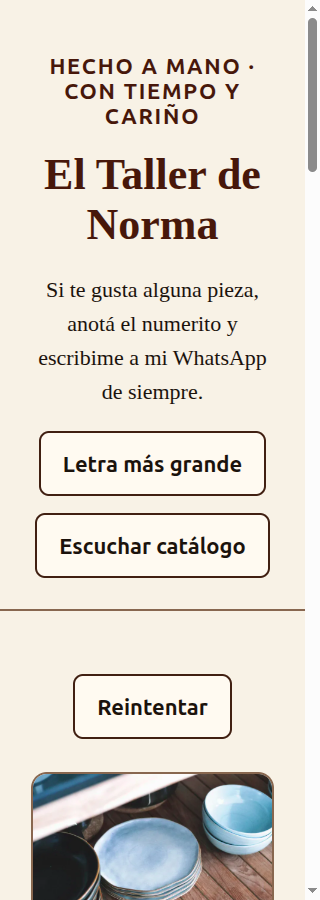 HECHO A MANO ·
CON TIEMPO Y
CARIÑO
El Taller de
Norma
Si te gusta alguna pieza,
anotá el numerito y
escribime a mi WhatsApp
de siempre.
Letra más grande
Escuchar catálogo
Reintentar